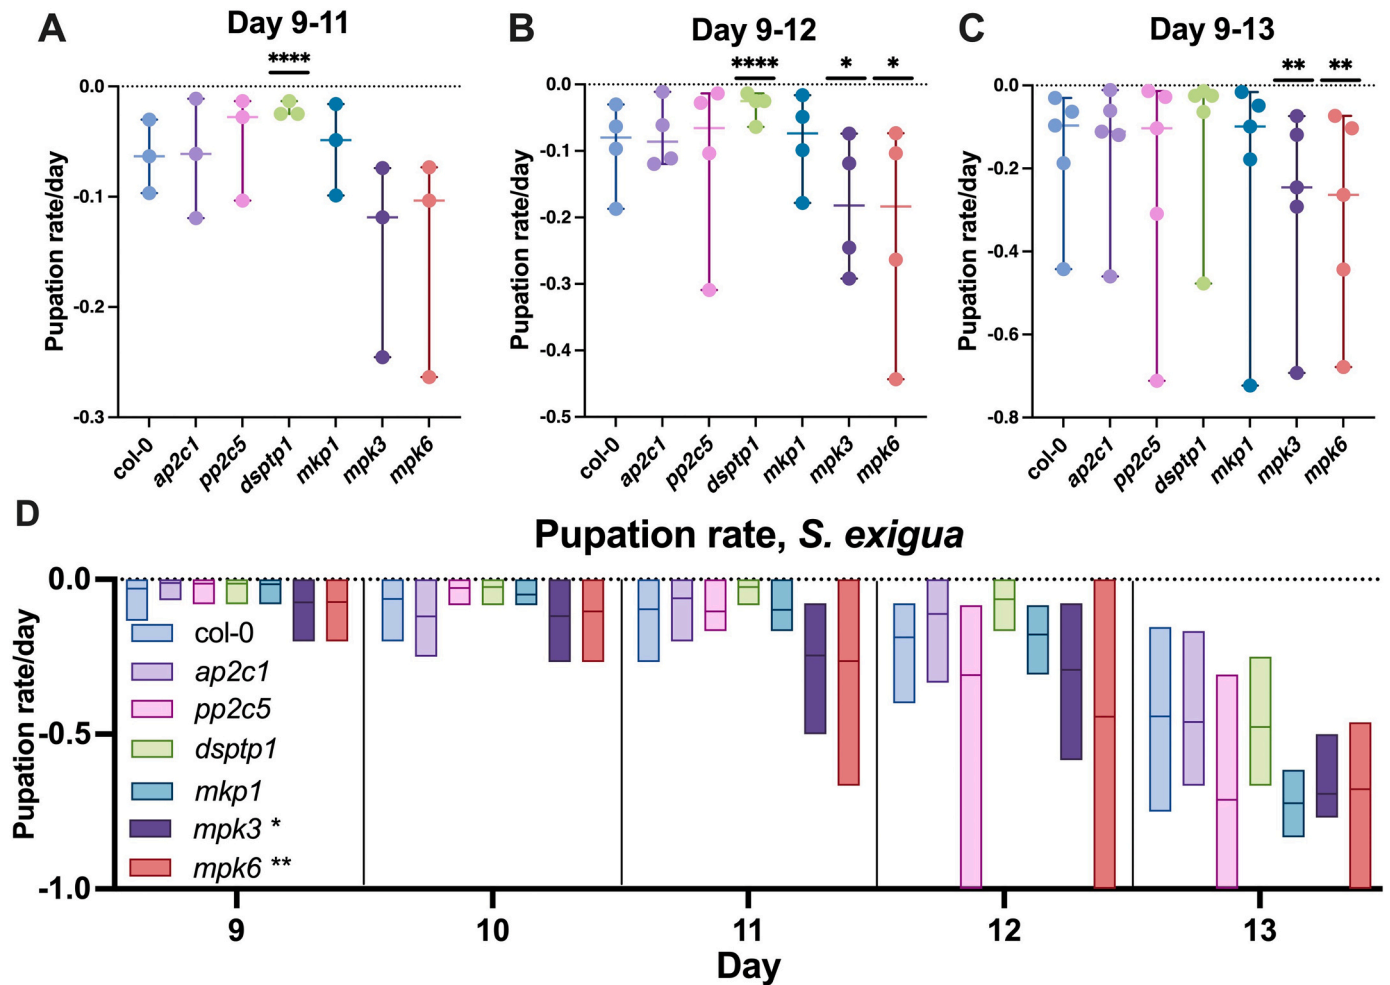 A
Day 9-11
****
Pupation rate/day
0.0
-0.1
-0.2
-0.3
col-0
ap2c1
pp2c5
dsptp1
mkp1
mpk3
mpk6
B
Day 9-12
****
*
*
Pupation rate/day
0.0
-0.1
-0.2
-0.3
-0.4
-0.5
col-0
ap2c1
pp2c5
dsptp1
mkp1
mpk3
mpk6
C
Day 9-13
**
**
Pupation rate/day
0.0
-0.2
-0.4
-0.6
-0.8
col-0
ap2c1
pp2c5
dsptp1
mkp1
mpk3
mpk6
D
Pupation rate, S. exigua
Pupation rate/day
0.0
-0.5
-1.0
col-0
ap2c1
pp2c5
dsptp1
mkp1
mpk3 *
mpk6 **
9
10
11
12
13
Day